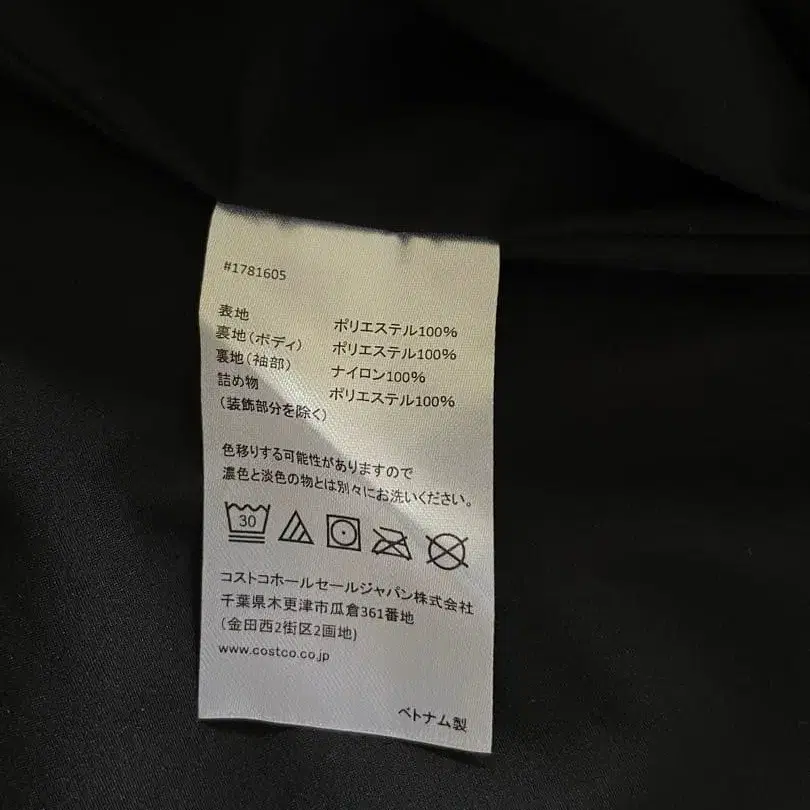 #1781605
表地 ポリエステル100%
裏地(ボディ) ポリエステル100%
裏地(袖部) ナイロン100%
詰め物 ポリエステル100%
(装飾部分を除く)
色移りする可能性がありますので
濃色と淡色の物とは別々にお洗いください。
30
コストコホールセールジャパン株式会社
千葉県木更津市瓜倉361番地
(金田西2街区2画地)
www.costco.co.jp
ベトナム製